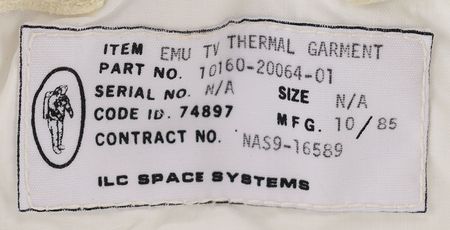 ITEM EMU TV THERMAL GARMENT
PART NO. 10160-20064-01
SERIAL NO. N/A SIZE N/A
CODE ID. 74897 MFG. 10/85
CONTRACT NO. NAS9-16589
ILC SPACE SYSTEMS